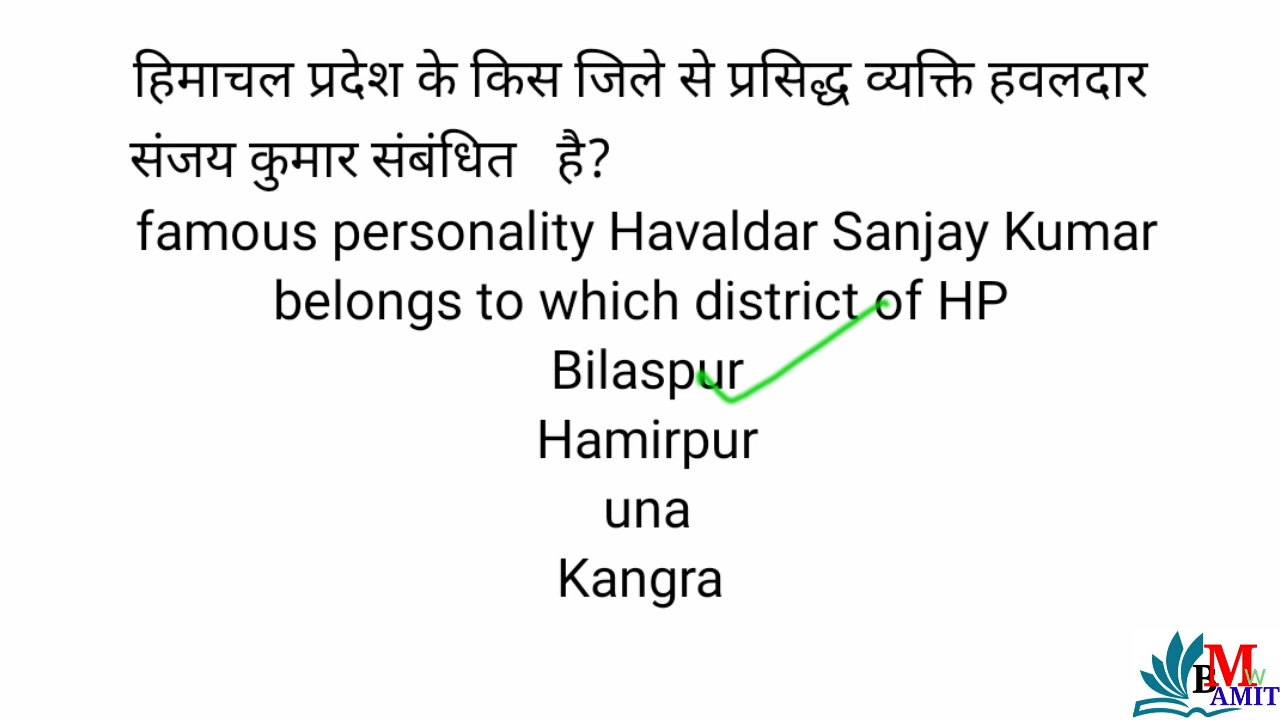 हिमाचल प्रदेश के किस जिले से प्रसिद्ध व्यक्ति हवलदार
संजय कुमार संबंधित है?
famous personality Havaldar Sanjay Kumar
belongs to which district of HP
Bilaspur
Hamirpur
una
Kangra
BMW
AMIT